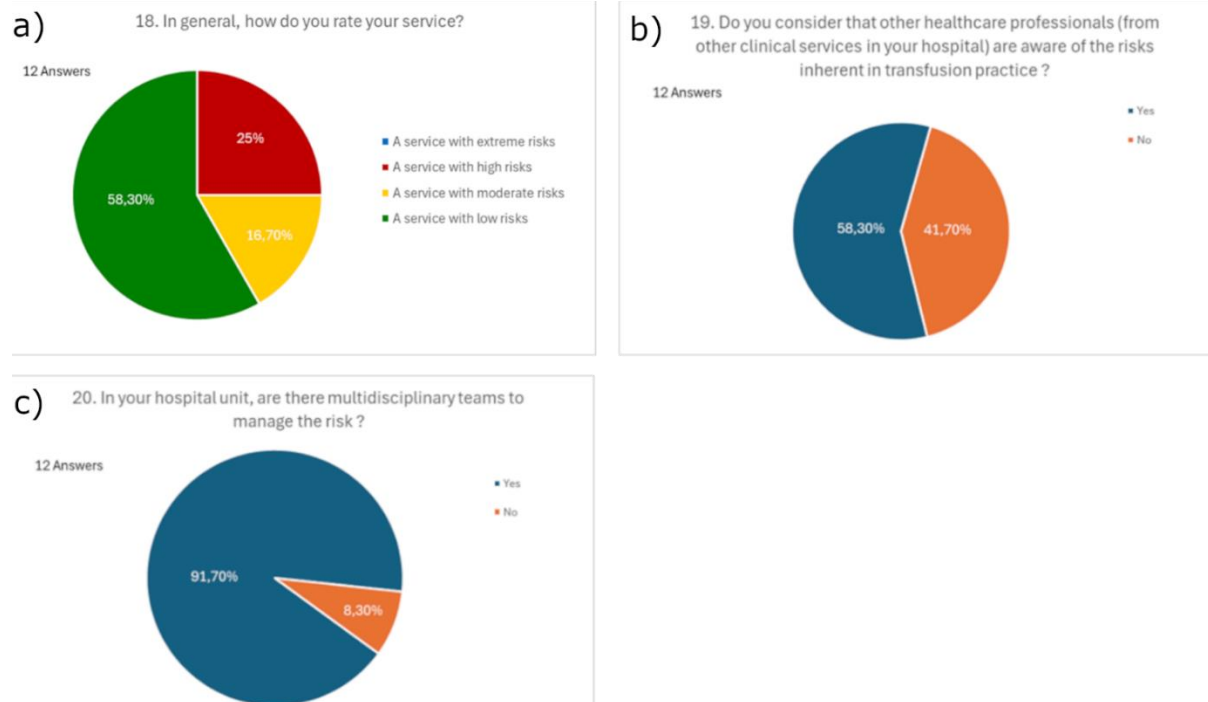 a)
18. In general, how do you rate your service?
12 Answers
25%
58,30%
16,70%
A service with extreme risks
A service with high risks
A service with moderate risks
A service with low risks
b)
19. Do you consider that other healthcare professionals (from
other clinical services in your hospital) are aware of the risks
inherent in transfusion practice ?
12 Answers
Yes
No
58,30%
41,70%
c)
20. In your hospital unit, are there multidisciplinary teams to
manage the risk ?
12 Answers
Yes
No
91,70%
8,30%